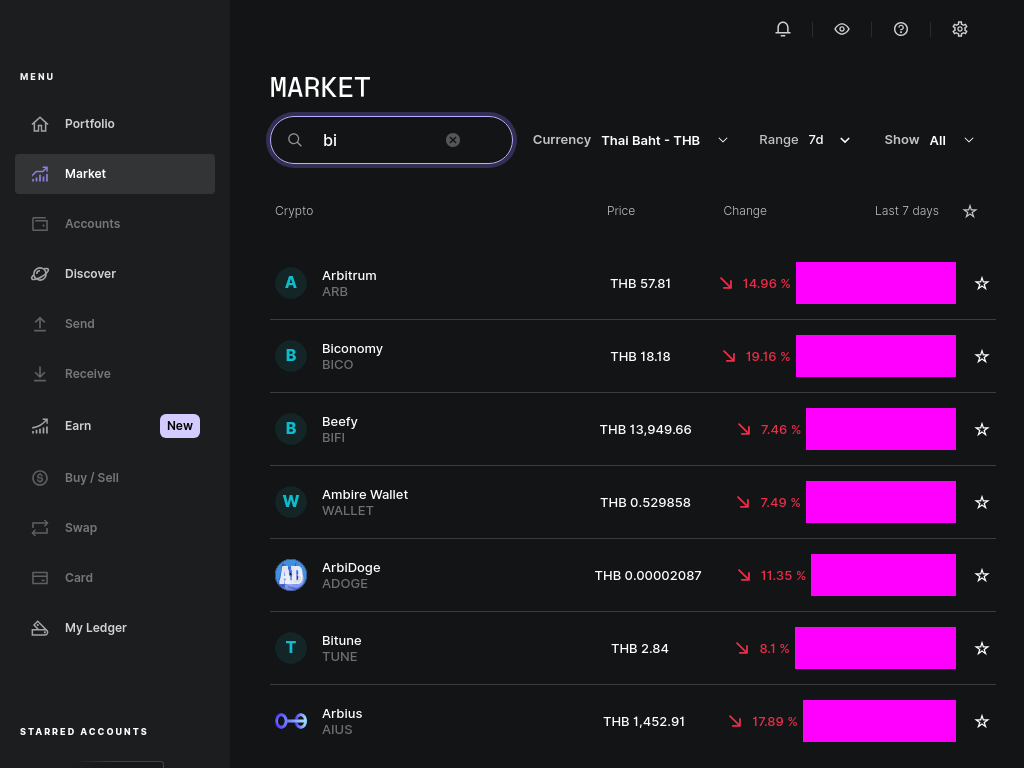 MENU
Portfolio
Market
Accounts
Discover
Send
Receive
Earn New
Buy / Sell
Swap
Card
My Ledger
STARRED ACCOUNTS
MARKET
bi
Currency Thai Baht - THB
Range 7d
Show All
Crypto Price Change Last 7 days
A Arbitrum THB 57.81 14.96 %
ARB
B Biconomy THB 18.18 19.16 %
BICO
B Beefy THB 13,949.66 7.46 %
BIFI
W Ambire Wallet THB 0.529858 7.49 %
WALLET
AD ArbiDoge THB 0.00002087 11.35 %
ADOGE
T Bitune THB 2.84 8.1 %
TUNE
Arbius THB 1,452.91 17.89 %
AIUS